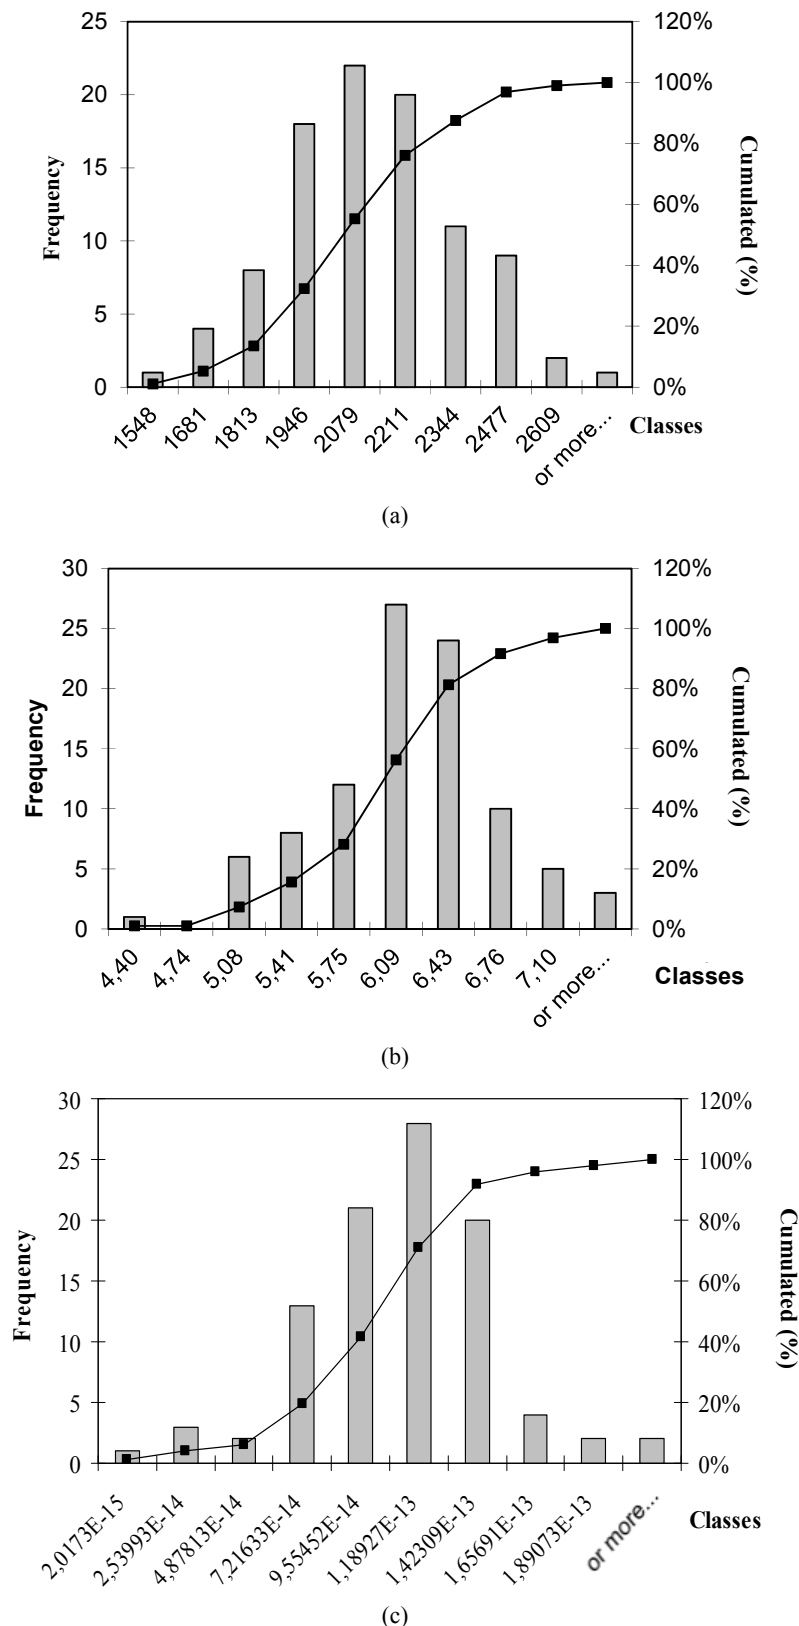 25
20
15
10
5
0
Frequency
120%
100%
80%
60%
40%
20%
0%
Cumulated (%)
1548
1681
1813
1946
2079
2211
2344
2477
2609
or more...
Classes
(a)
30
25
20
15
10
5
0
Frequency
120%
100%
80%
60%
40%
20%
0%
Cumulated (%)
4,40
4,74
5,08
5,41
5,75
6,09
6,43
6,76
7,10
or more...
Classes
(b)
30
25
20
15
10
5
0
Frequency
120%
100%
80%
60%
40%
20%
0%
Cumulated (%)
2,0173E-15
2,53993E-14
4,87813E-14
7,21633E-14
9,55452E-14
1,18927E-13
1,42309E-13
1,65691E-13
1,89073E-13
or more...
Classes
(c)